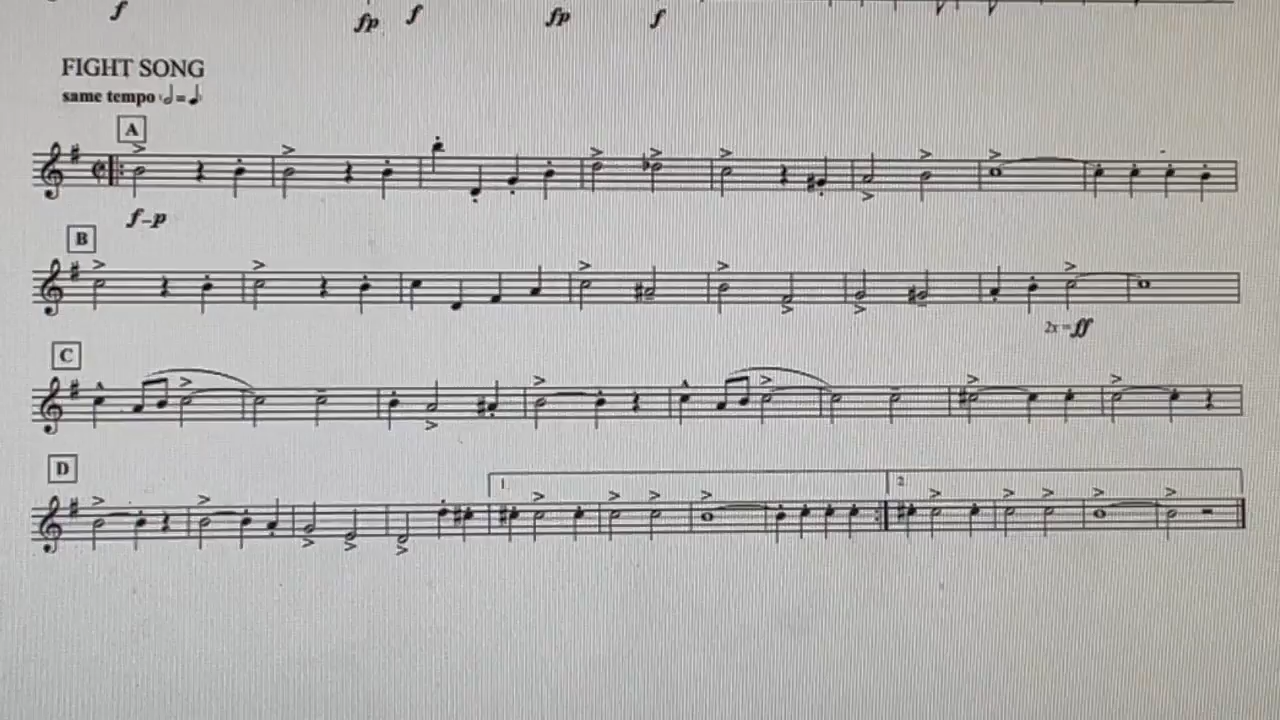 f fp f fp f
FIGHT SONG
same tempo
A
f–p
B
2x = ff
C
D
1.
2.